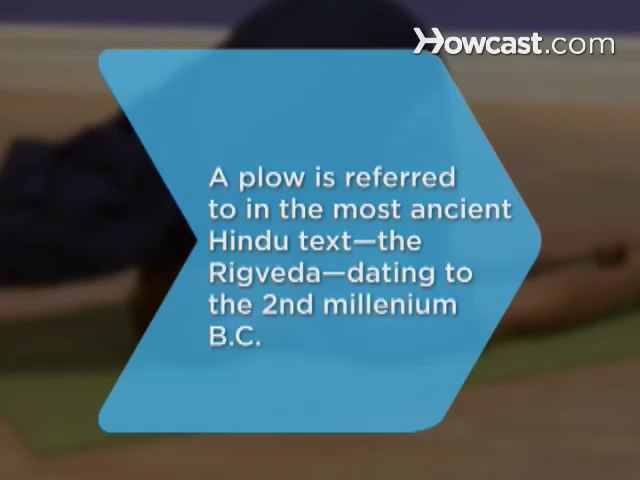 Howcast.com
A plow is referred
to in the most ancient
Hindu text—the
Rigveda—dating to
the 2nd millenium
B.C.